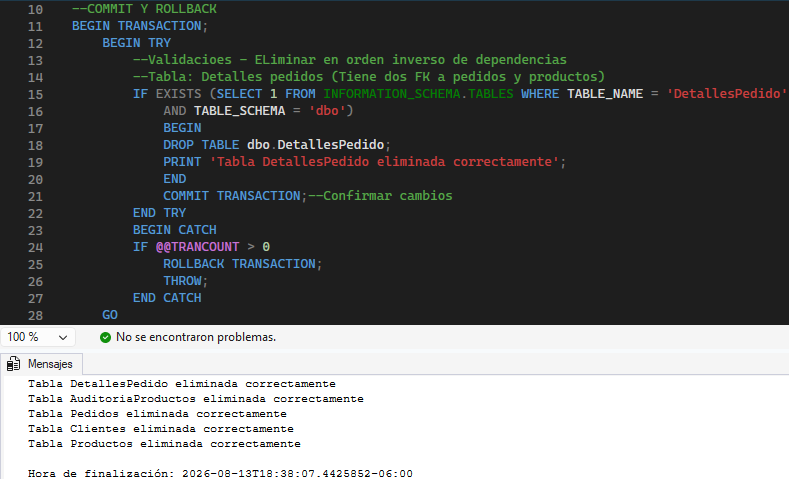 10 --COMMIT Y ROLLBACK
11 BEGIN TRANSACTION;
12 BEGIN TRY
13 --Validacioes - ELiminar en orden inverso de dependencias
14 --Tabla: Detalles pedidos (Tiene dos FK a pedidos y productos)
15 IF EXISTS (SELECT 1 FROM INFORMATION_SCHEMA.TABLES WHERE TABLE_NAME = 'DetallesPedido'
16 AND TABLE_SCHEMA = 'dbo')
17 BEGIN
18 DROP TABLE dbo.DetallesPedido;
19 PRINT 'Tabla DetallesPedido eliminada correctamente';
20 END
21 COMMIT TRANSACTION;--Confirmar cambios
22 END TRY
23 BEGIN CATCH
24 IF @@TRANCOUNT > 0
25 ROLLBACK TRANSACTION;
26 THROW;
27 END CATCH
28 GO
100 % No se encontraron problemas.
Mensajes
Tabla DetallesPedido eliminada correctamente
Tabla AuditoriaProductos eliminada correctamente
Tabla Pedidos eliminada correctamente
Tabla Clientes eliminada correctamente
Tabla Productos eliminada correctamente
Hora de finalización: 2026-08-13T18:38:07.4425852-06:00